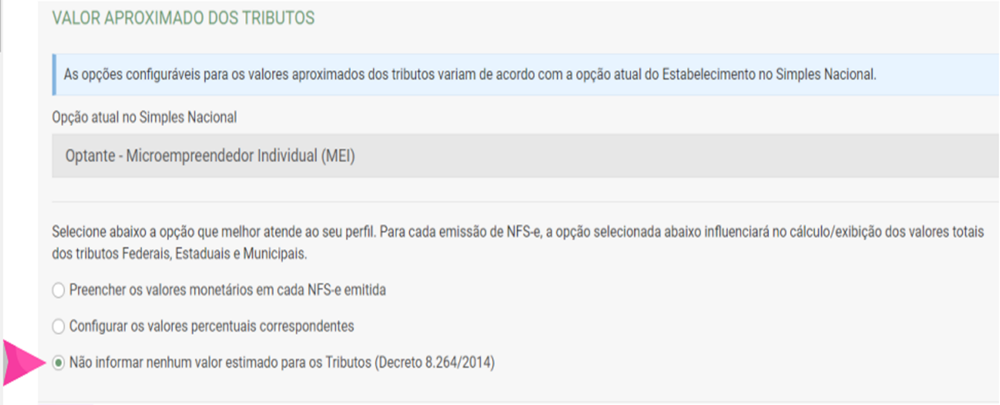 VALOR APROXIMADO DOS TRIBUTOS
As opções configuráveis para os valores aproximados dos tributos variam de acordo com a opção atual do Estabelecimento no Simples Nacional.
Opção atual no Simples Nacional
Optante - Microempreendedor Individual (MEI)
Selecione abaixo a opção que melhor atende ao seu perfil. Para cada emissão de NFS-e, a opção selecionada abaixo influenciará no cálculo/exibição dos valores totais
dos tributos Federais, Estaduais e Municipais.
Preencher os valores monetários em cada NFS-e emitida
Configurar os valores percentuais correspondentes
Não informar nenhum valor estimado para os Tributos (Decreto 8.264/2014)